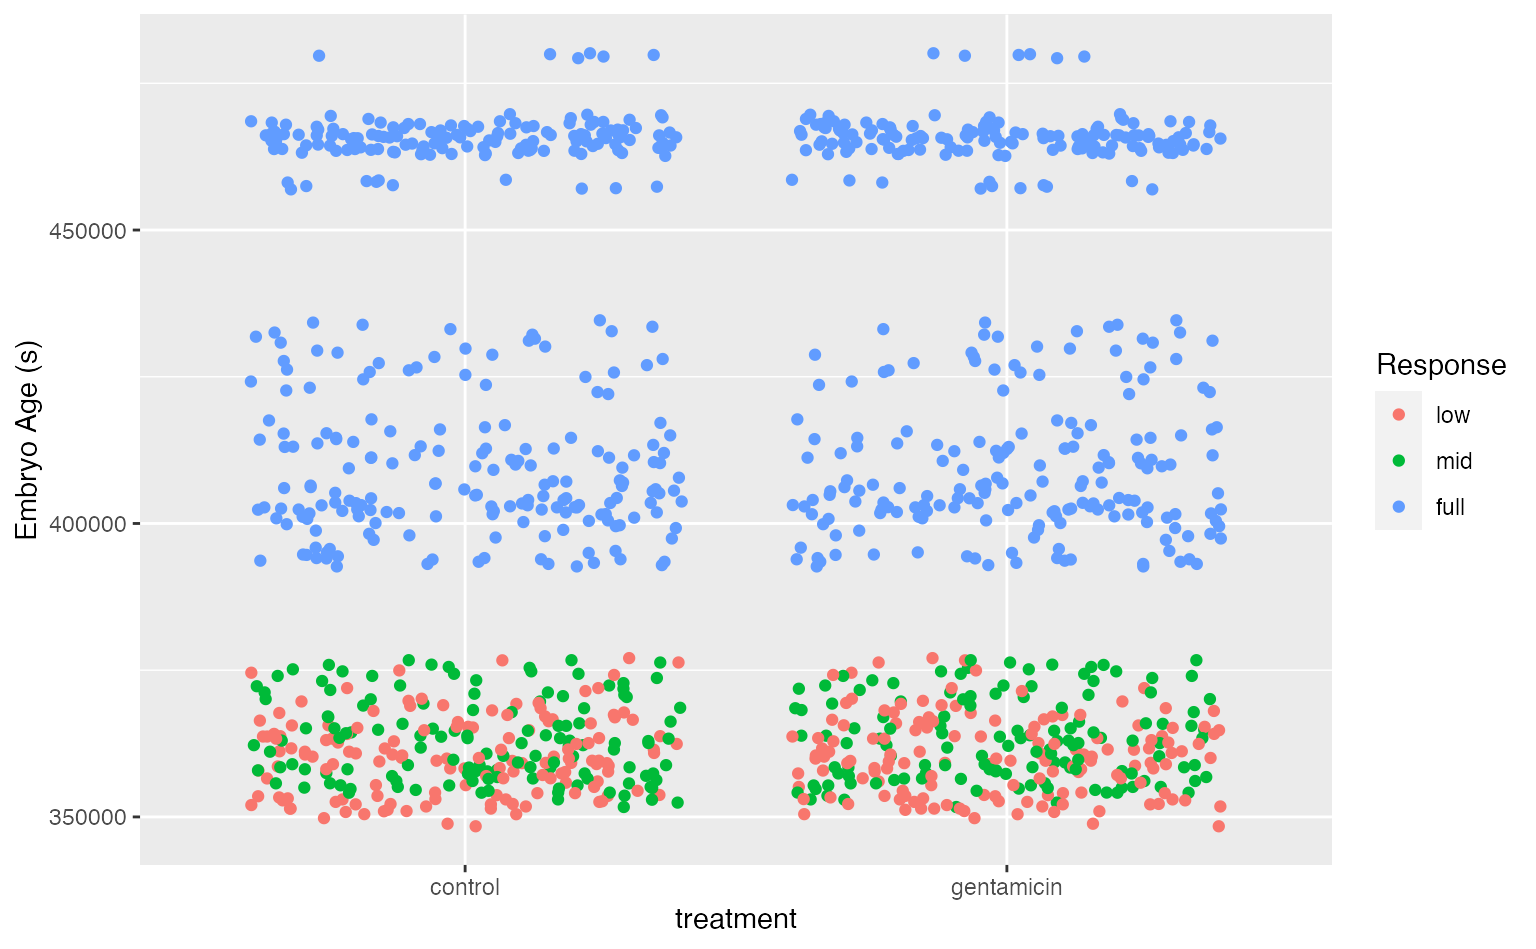 Embryo Age (s)
450000
400000
350000
control
gentamicin
treatment
Response
low
mid
full